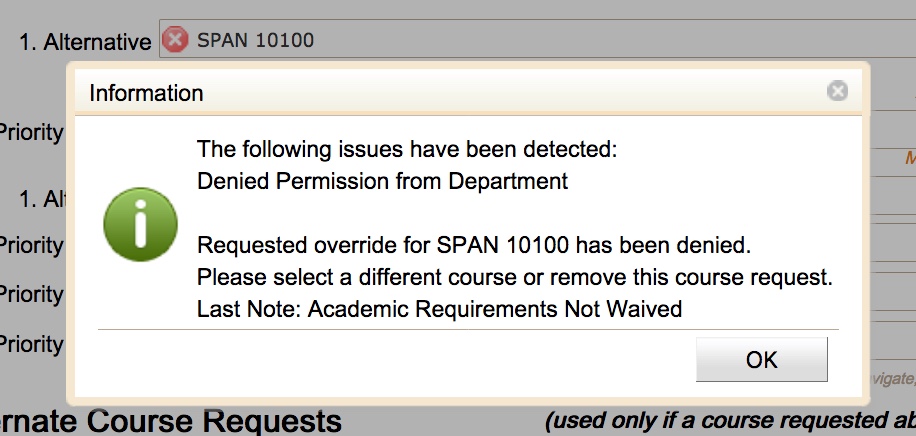 1. Alternative SPAN 10100
Information
Priority
The following issues have been detected:
Denied Permission from Department
1. Al
Priority
Requested override for SPAN 10100 has been denied.
Please select a different course or remove this course request.
Priority
Last Note: Academic Requirements Not Waived
Priority
OK
avigate,
ernate Course Requests (used only if a course requested ab